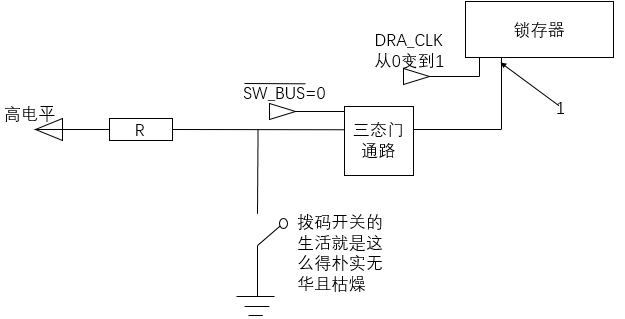 锁存器
DRA_CLK
从0变到1
SW_BUS=0
1
高电平
R
三态门
通路
拨码开关的
生活就是这
么得朴实无
华且枯燥